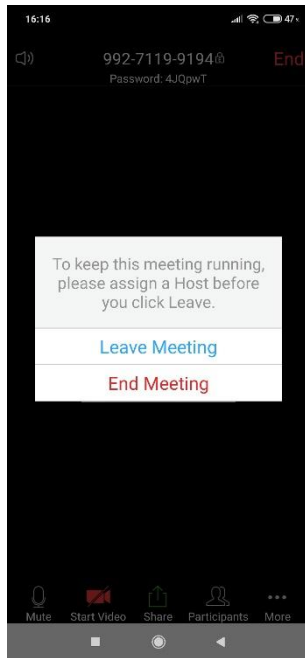 16:16
47
992-7119-9194
End
Password: 4JQpwT
To keep this meeting running,
please assign a Host before
you click Leave.
Leave Meeting
End Meeting
Mute
Start Video
Share
Participants
More